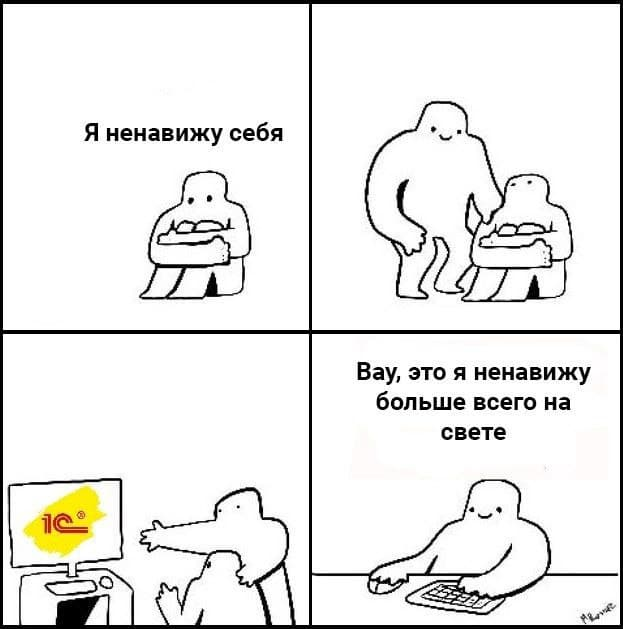 Я ненавижу себя
1С®
Вау, это я ненавижу
больше всего на
свете